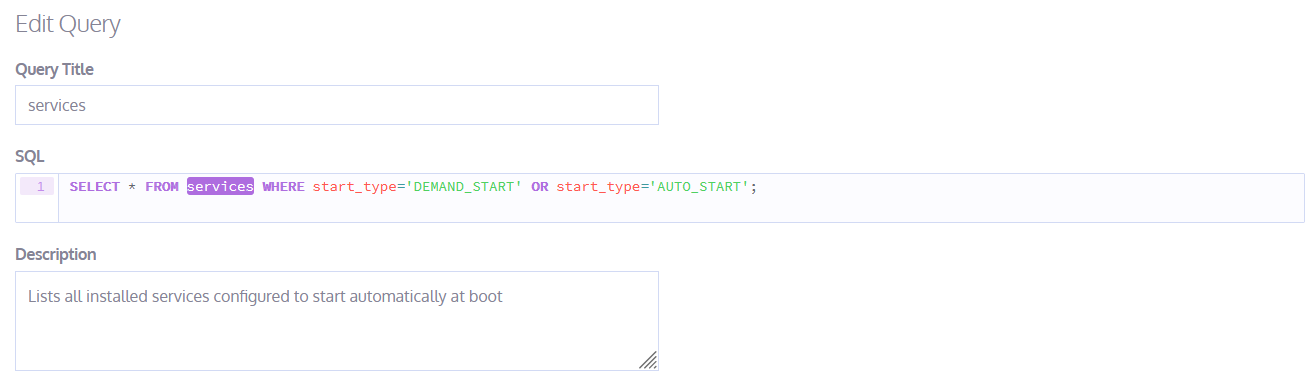 Edit Query
Query Title
services
SQL
1 SELECT * FROM services WHERE start_type='DEMAND_START' OR start_type='AUTO_START';
Description
Lists all installed services configured to start automatically at boot